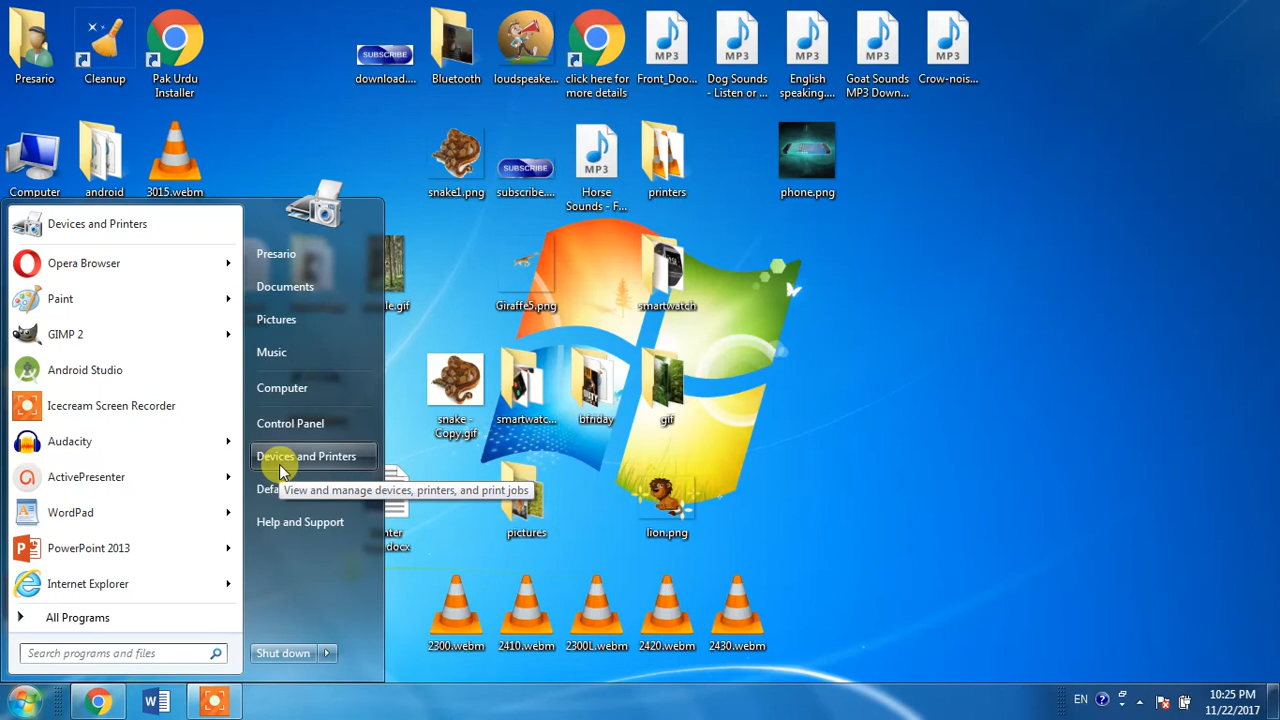 Presario
Cleanup
Pak Urdu
Installer
download....
SUBSCRIBE
Bluetooth
loudspeake...
click here for
more details
MP3
Front_Doo...
MP3
Dog Sounds
- Listen or ...
MP3
English
speaking....
MP3
Goat Sounds
MP3 Down...
MP3
Crow-nois...
Computer
android
3015.webm
snake1.png
SUBSCRIBE
subscribe....
MP3
Horse
Sounds - F...
printers
phone.png
Devices and Printers
Opera Browser
Paint
GIMP 2
Android Studio
Icecream Screen Recorder
Audacity
ActivePresenter
WordPad
PowerPoint 2013
Internet Explorer
All Programs
Search programs and files
Presario
Documents
Pictures
Music
Computer
Control Panel
Devices and Printers
Defa
View and manage devices, printers, and print jobs
Help and Support
Shut down
Giraffe5.png
smartwatch
snake -
Copy.gif
smartwatc...
bfriday
gif
pictures
lion.png
2300.webm
2410.webm
2300L.webm
2420.webm
2430.webm
EN
10:25 PM
11/22/2017